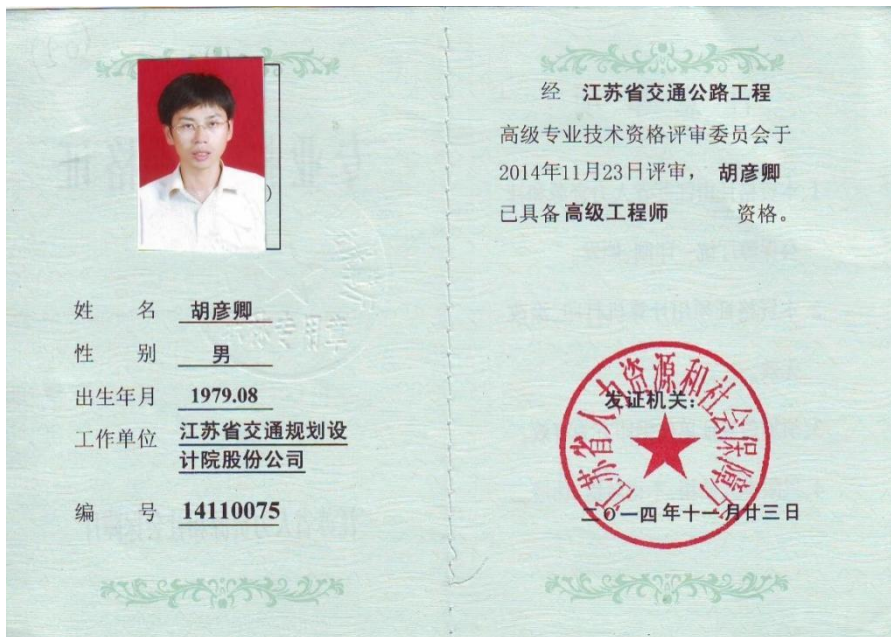 姓 名 胡彦卿
性 别 男
出生年月 1979.08
工作单位 江苏省交通规划设
计院股份公司
编 号 14110075
经 江苏省交通公路工程
高级专业技术资格评审委员会于
2014年11月23日评审， 胡彦卿
已具备 高级工程师 资格。
江苏省人力资源和社会保障厅
发证机关：
二〇一四年十一月廿三日